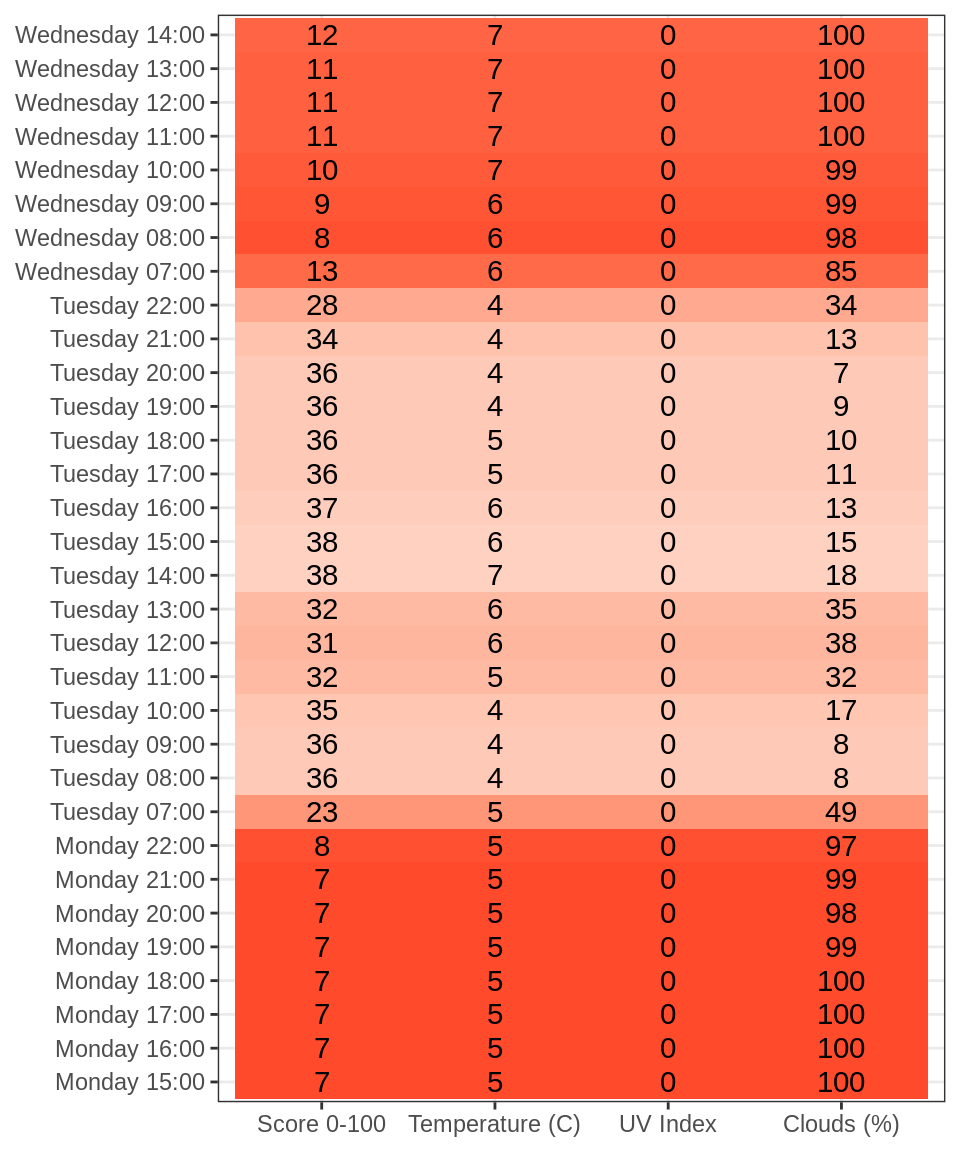 Wednesday 14:00 12 7 0 100
Wednesday 13:00 11 7 0 100
Wednesday 12:00 11 7 0 100
Wednesday 11:00 11 7 0 100
Wednesday 10:00 10 7 0 99
Wednesday 09:00 9 6 0 99
Wednesday 08:00 8 6 0 98
Wednesday 07:00 13 6 0 85
Tuesday 22:00 28 4 0 34
Tuesday 21:00 34 4 0 13
Tuesday 20:00 36 4 0 7
Tuesday 19:00 36 4 0 9
Tuesday 18:00 36 5 0 10
Tuesday 17:00 36 5 0 11
Tuesday 16:00 37 6 0 13
Tuesday 15:00 38 6 0 15
Tuesday 14:00 38 7 0 18
Tuesday 13:00 32 6 0 35
Tuesday 12:00 31 6 0 38
Tuesday 11:00 32 5 0 32
Tuesday 10:00 35 4 0 17
Tuesday 09:00 36 4 0 8
Tuesday 08:00 36 4 0 8
Tuesday 07:00 23 5 0 49
Monday 22:00 8 5 0 97
Monday 21:00 7 5 0 99
Monday 20:00 7 5 0 98
Monday 19:00 7 5 0 99
Monday 18:00 7 5 0 100
Monday 17:00 7 5 0 100
Monday 16:00 7 5 0 100
Monday 15:00 7 5 0 100
Score 0-100 Temperature (C) UV Index Clouds (%)